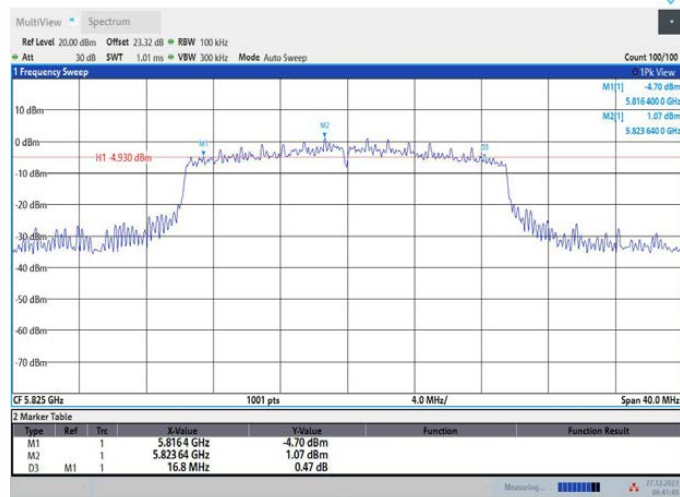 MultiView Spectrum
Ref Level 20.00 dBm Offset 23.32 dB RBW 100 kHz
Att 30 dB SWT 1.01 ms VBW 300 kHz Mode Auto Sweep Count 100/100
1 Frequency Sweep 1Pk View
M1[1] -4.70 dBm
5.816 400 0 GHz
M2[1] 1.07 dBm
5.823 640 0 GHz
10 dBm
M2
0 dBm
M1
D3
H1 -4.930 dBm
-10 dBm
-20 dBm
-30 dBm
-40 dBm
-50 dBm
-60 dBm
-70 dBm
CF 5.825 GHz 1001 pts 4.0 MHz/ Span 40.0 MHz
2 Marker Table
Type Ref Trc X-Value Y-Value Function Function Result
M1 1 5.816 4 GHz -4.70 dBm
M2 1 5.823 64 GHz 1.07 dBm
D3 M1 1 16.8 MHz 0.47 dB
Measuring...